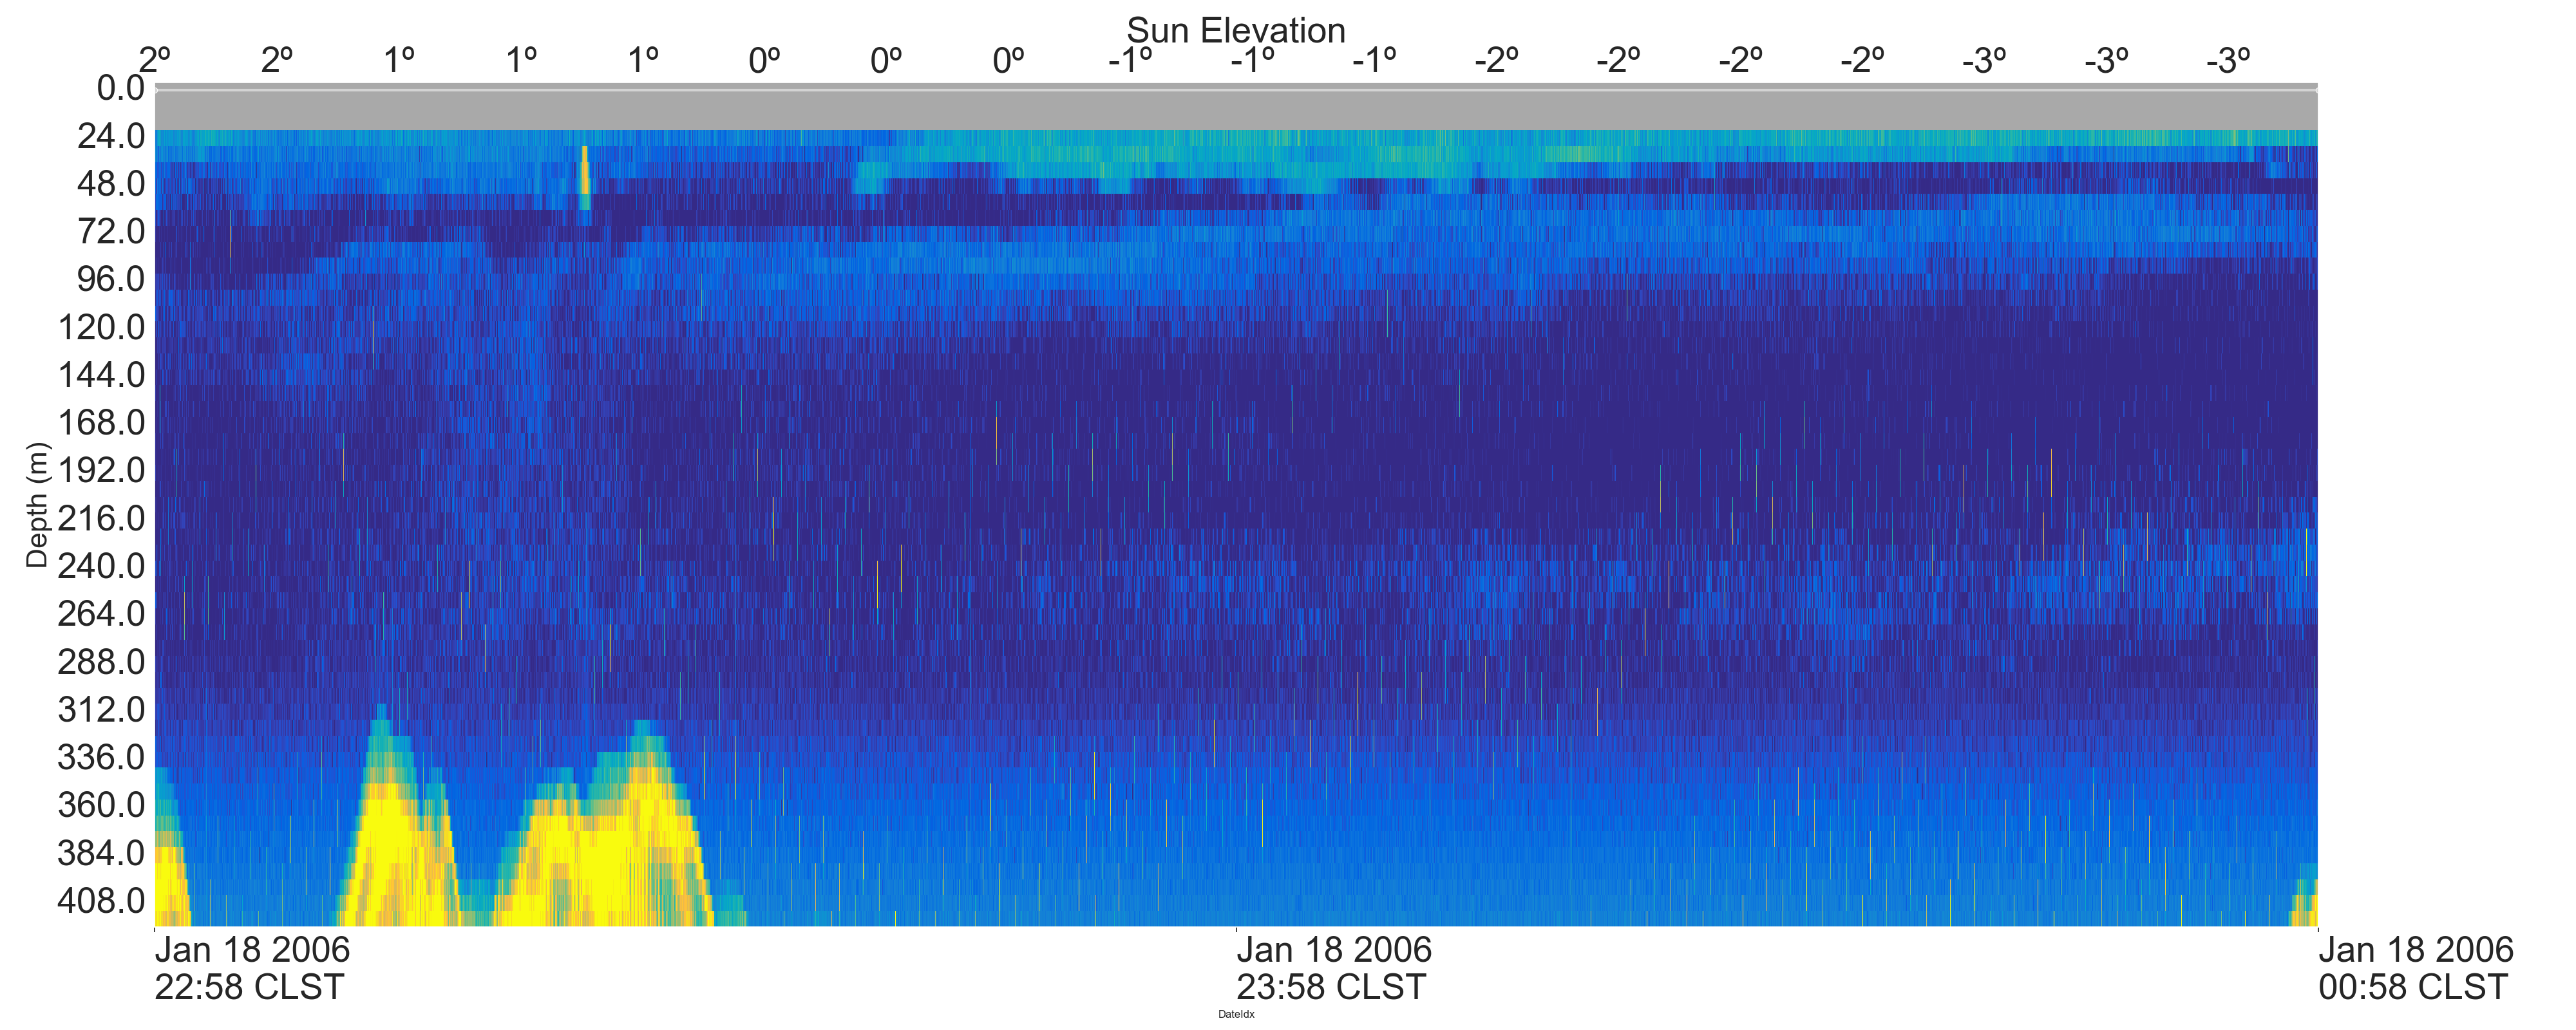 Sun Elevation
2º 2º 1º 1º 1º 0º 0º 0º -1º -1º -1º -2º -2º -2º -2º -3º -3º -3º
0.0
24.0
48.0
72.0
96.0
120.0
144.0
168.0
192.0
216.0
240.0
264.0
288.0
312.0
336.0
360.0
384.0
408.0
Depth (m)
Jan 18 2006
22:58 CLST
Jan 18 2006
23:58 CLST
Jan 18 2006
00:58 CLST
DateIdx